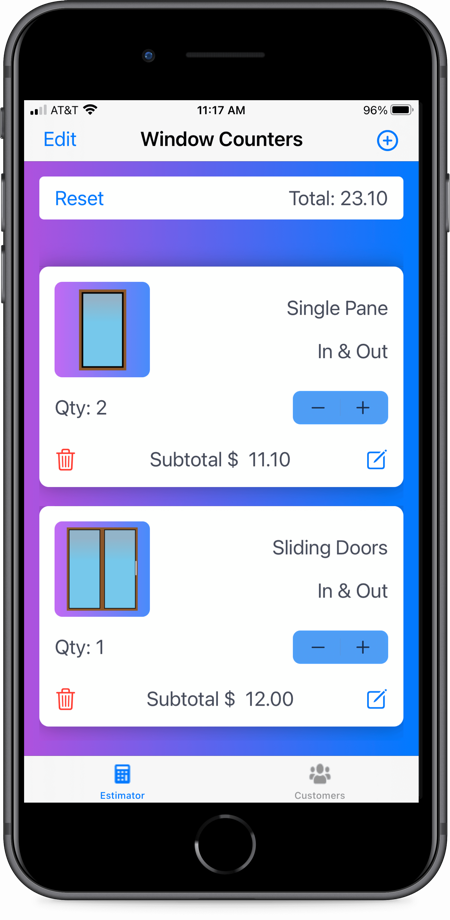 AT&T 11:17 AM 96%
Edit Window Counters
Reset Total: 23.10
Single Pane
In & Out
Qty: 2
Subtotal $ 11.10
Sliding Doors
In & Out
Qty: 1
Subtotal $ 12.00
Estimator Customers